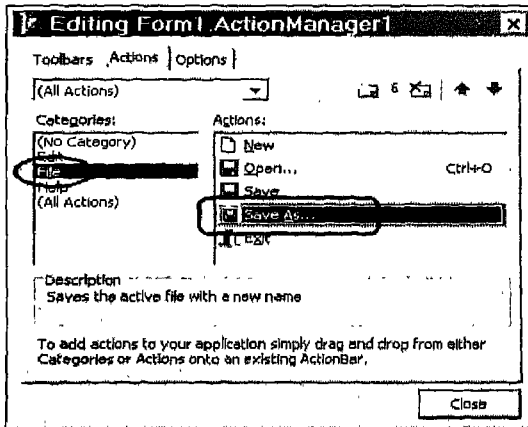 Editing Form1.ActionManager1
Toolbars Actions Options
(All Actions)
Categories:
(No Category)
Edit
File
Help
(All Actions)
Actions:
New
Open... Ctrl+O
Save
Save As...
Exit
Description
Saves the active file with a new name
To add actions to your application simply drag and drop from either
Categories or Actions onto an existing ActionBar.
Close